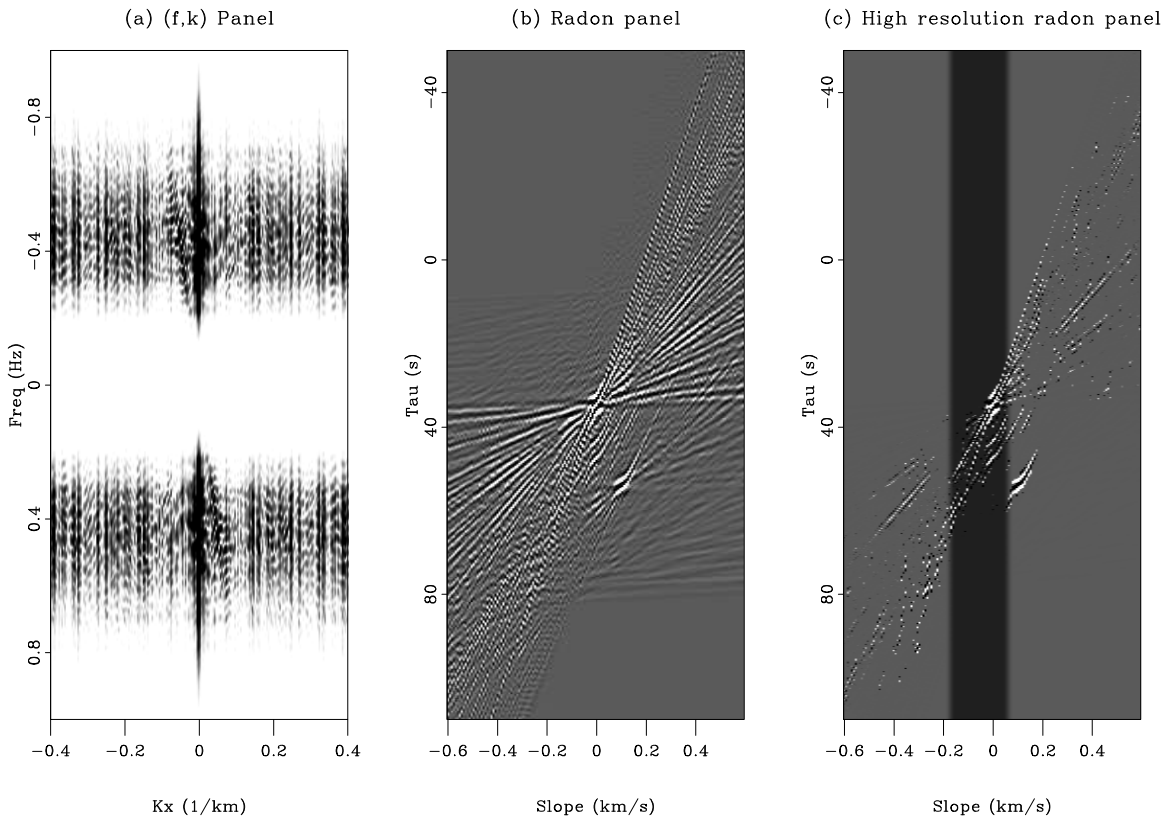 (a) (f,k) Panel
(b) Radon panel
(c) High resolution radon panel
Freq (Hz)
−0.8
−0.4
0
0.4
0.8
−0.4 −0.2 0 0.2 0.4
Kx (1/km)
Tau (s)
−40
0
40
80
−0.6 −0.4 −0.2 0 0.2 0.4
Slope (km/s)
Tau (s)
−40
0
40
80
−0.6 −0.4 −0.2 0 0.2 0.4
Slope (km/s)